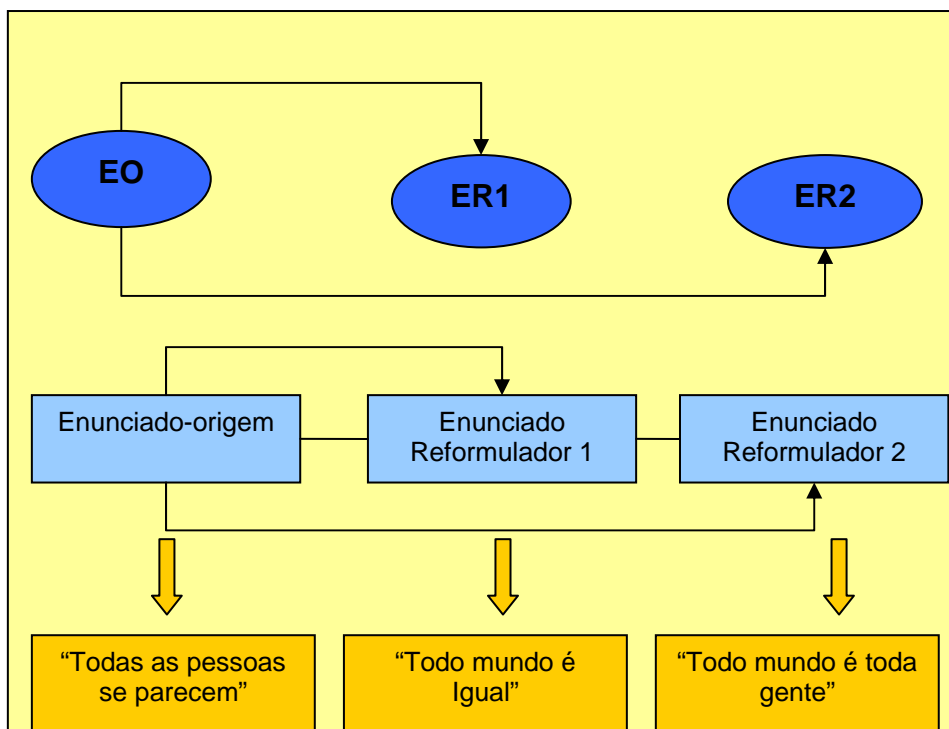 EO
ER1
ER2
Enunciado-origem
Enunciado
Reformulador 1
Enunciado
Reformulador 2
“Todas as pessoas
se parecem”
“Todo mundo é
Igual”
“Todo mundo é toda
gente”